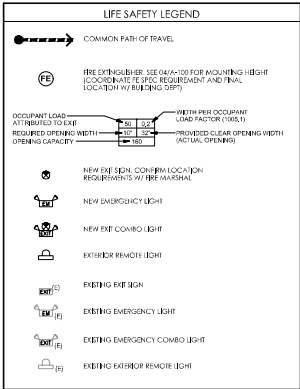 LIFE SAFETY LEGEND
COMMON PATH OF TRAVEL
FE
FIRE EXTINGUISHER. SEE 04/A-100 FOR MOUNTING HEIGHT
(COORDINATE FE SPEC REQUIREMENT AND FINAL
LOCATION W/ BUILDING DEPT)
OCCUPANT LOAD
ATTRIBUTED TO EXIT
REQUIRED OPENING WIDTH
OPENING CAPACITY
50 0.2
10" 32"
160
WIDTH PER OCCUPANT
LOAD FACTOR (1005.1)
PROVIDED CLEAR OPENING WIDTH
(ACTUAL OPENING)
NEW EXIT SIGN. CONFIRM LOCATION
REQUIREMENTS W/ FIRE MARSHAL
EM
NEW EMERGENCY LIGHT
EXIT
NEW EXIT COMBO LIGHT
EXTERIOR REMOTE LIGHT
EXIT (E)
EXISTING EXIT SIGN
EM (E)
EXISTING EMERGENCY LIGHT
EXIT (E)
EXISTING EMERGENCY COMBO LIGHT
(E)
EXISTING EXTERIOR REMOTE LIGHT